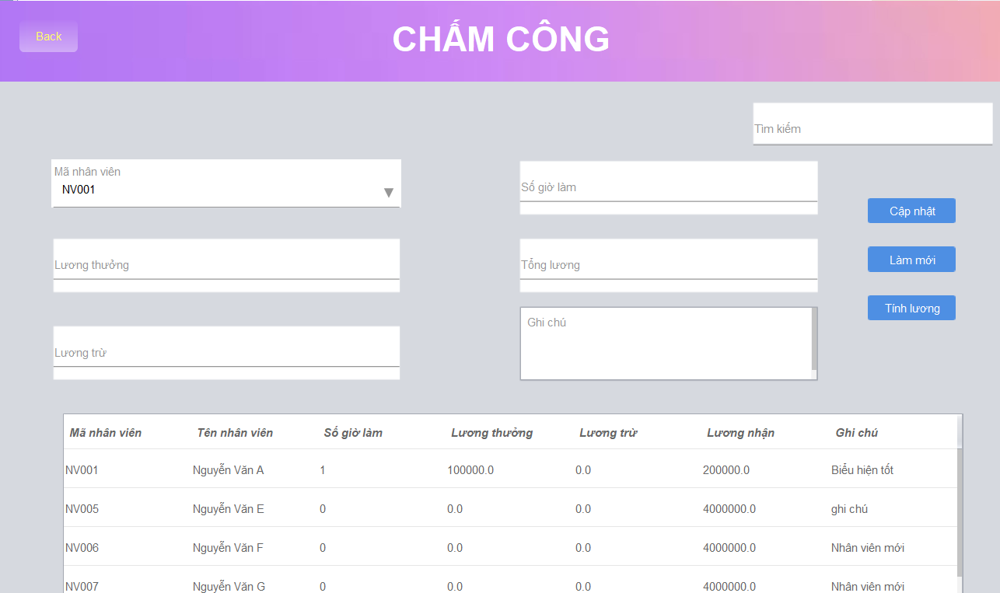 Back
CHẤM CÔNG
Tìm kiếm
Mã nhân viên
NV001
Số giờ làm
Cập nhật
Lương thưởng
Tổng lương
Làm mới
Tính lương
Ghi chú
Lương trừ
Mã nhân viên Tên nhân viên Số giờ làm Lương thưởng Lương trừ Lương nhận Ghi chú
NV001 Nguyễn Văn A 1 100000.0 0.0 200000.0 Biểu hiện tốt
NV005 Nguyễn Văn E 0 0.0 0.0 4000000.0 ghi chú
NV006 Nguyễn Văn F 0 0.0 0.0 4000000.0 Nhân viên mới
NV007 Nguyễn Văn G 0 0.0 0.0 4000000.0 Nhân viên mới